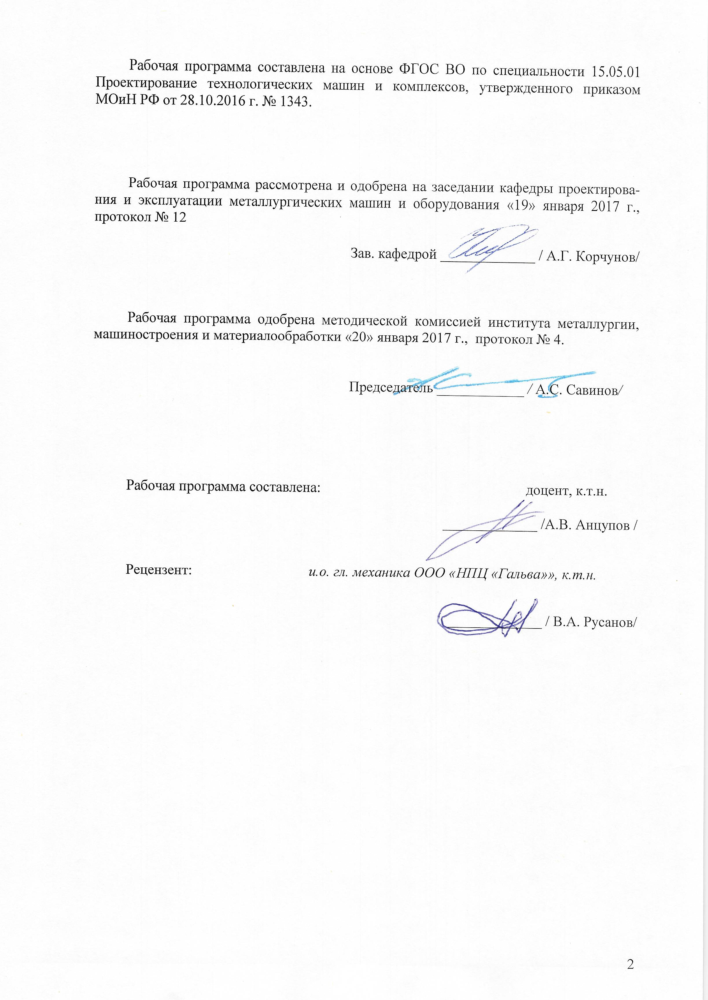 Рабочая программа составлена на основе ФГОС ВО по специальности 15.05.01
Проектирование технологических машин и комплексов, утвержденного приказом
МОиН РФ от 28.10.2016 г. № 1343.
Рабочая программа рассмотрена и одобрена на заседании кафедры проектирова-
ния и эксплуатации металлургических машин и оборудования «19» января 2017 г.,
протокол № 12
Зав. кафедрой _____________ / А.Г. Корчунов/
Рабочая программа одобрена методической комиссией института металлургии,
машиностроения и материалообработки «20» января 2017 г., протокол № 4.
Председатель ____________ / А.С. Савинов/
Рабочая программа составлена: доцент, к.т.н.
_____________ /А.В. Анцупов /
Рецензент: и.о. гл. механика ООО «НПЦ «Гальва»», к.т.н.
_____________ / В.А. Русанов/
2